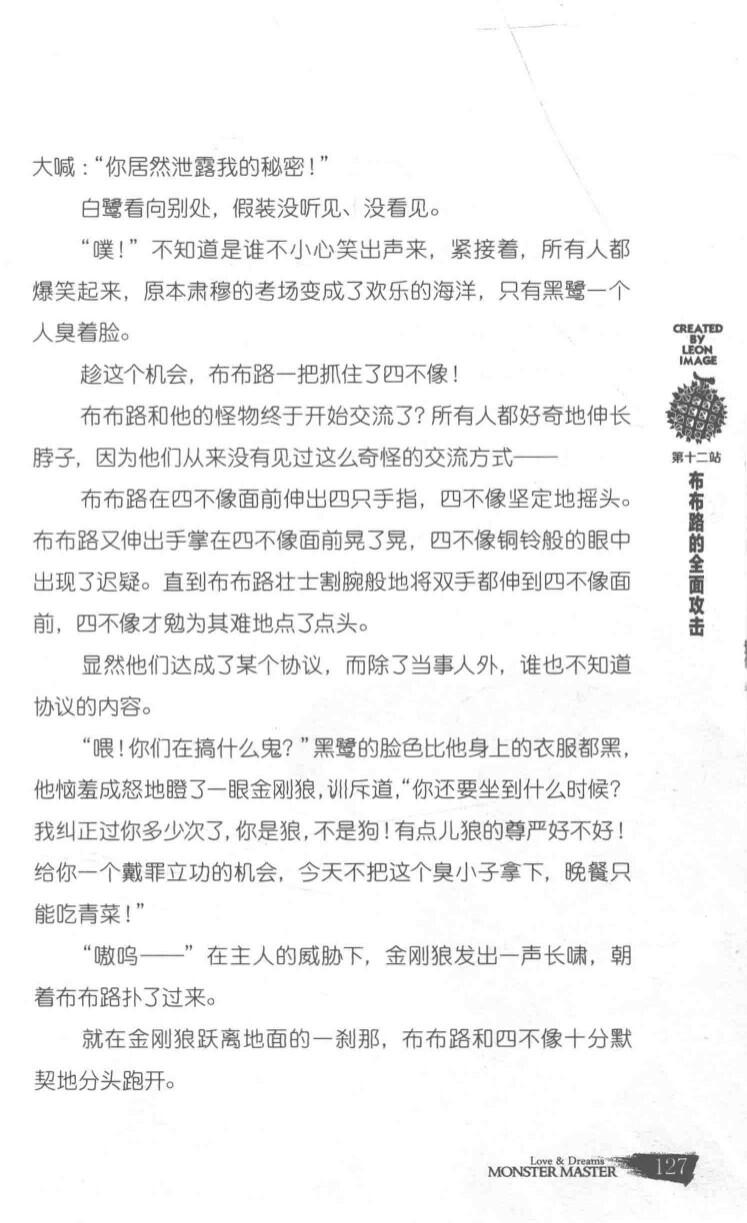 大喊：“你居然泄露我的秘密！”
白鹭看向别处，假装没听见、没看见。
“噗！”不知道是谁不小心笑出声来，紧接着，所有人都
爆笑起来，原本肃穆的考场变成了欢乐的海洋，只有黑鹭一个
人臭着脸。
趁这个机会，布布路一把抓住了四不像！
布布路和他的怪物终于开始交流了？所有人都好奇地伸长
脖子，因为他们从来没有见过这么奇怪的交流方式——
布布路在四不像面前伸出四只手指，四不像坚定地摇头。
布布路又伸出手掌在四不像面前晃了晃，四不像铜铃般的眼中
出现了迟疑。直到布布路壮士割腕般地将双手都伸到四不像面
前，四不像才勉为其难地点了点头。
显然他们达成了某个协议，而除了当事人外，谁也不知道
协议的内容。
“喂！你们在搞什么鬼？”黑鹭的脸色比他身上的衣服都黑，
他恼羞成怒地瞪了一眼金刚狼，训斥道，“你还要坐到什么时候？
我纠正过你多少次了，你是狼，不是狗！有点儿狼的尊严好不好！
给你一个戴罪立功的机会，今天不把这个臭小子拿下，晚餐只
能吃青菜！”
“嗷呜——”在主人的威胁下，金刚狼发出一声长啸，朝
着布布路扑了过来。
就在金刚狼跃离地面的一刹那，布布路和四不像十分默
契地分头跑开。
CREATED
BY
LEON
IMAGE
第十二站
布布路的全面攻击
Love & Dreams
MONSTER MASTER 127